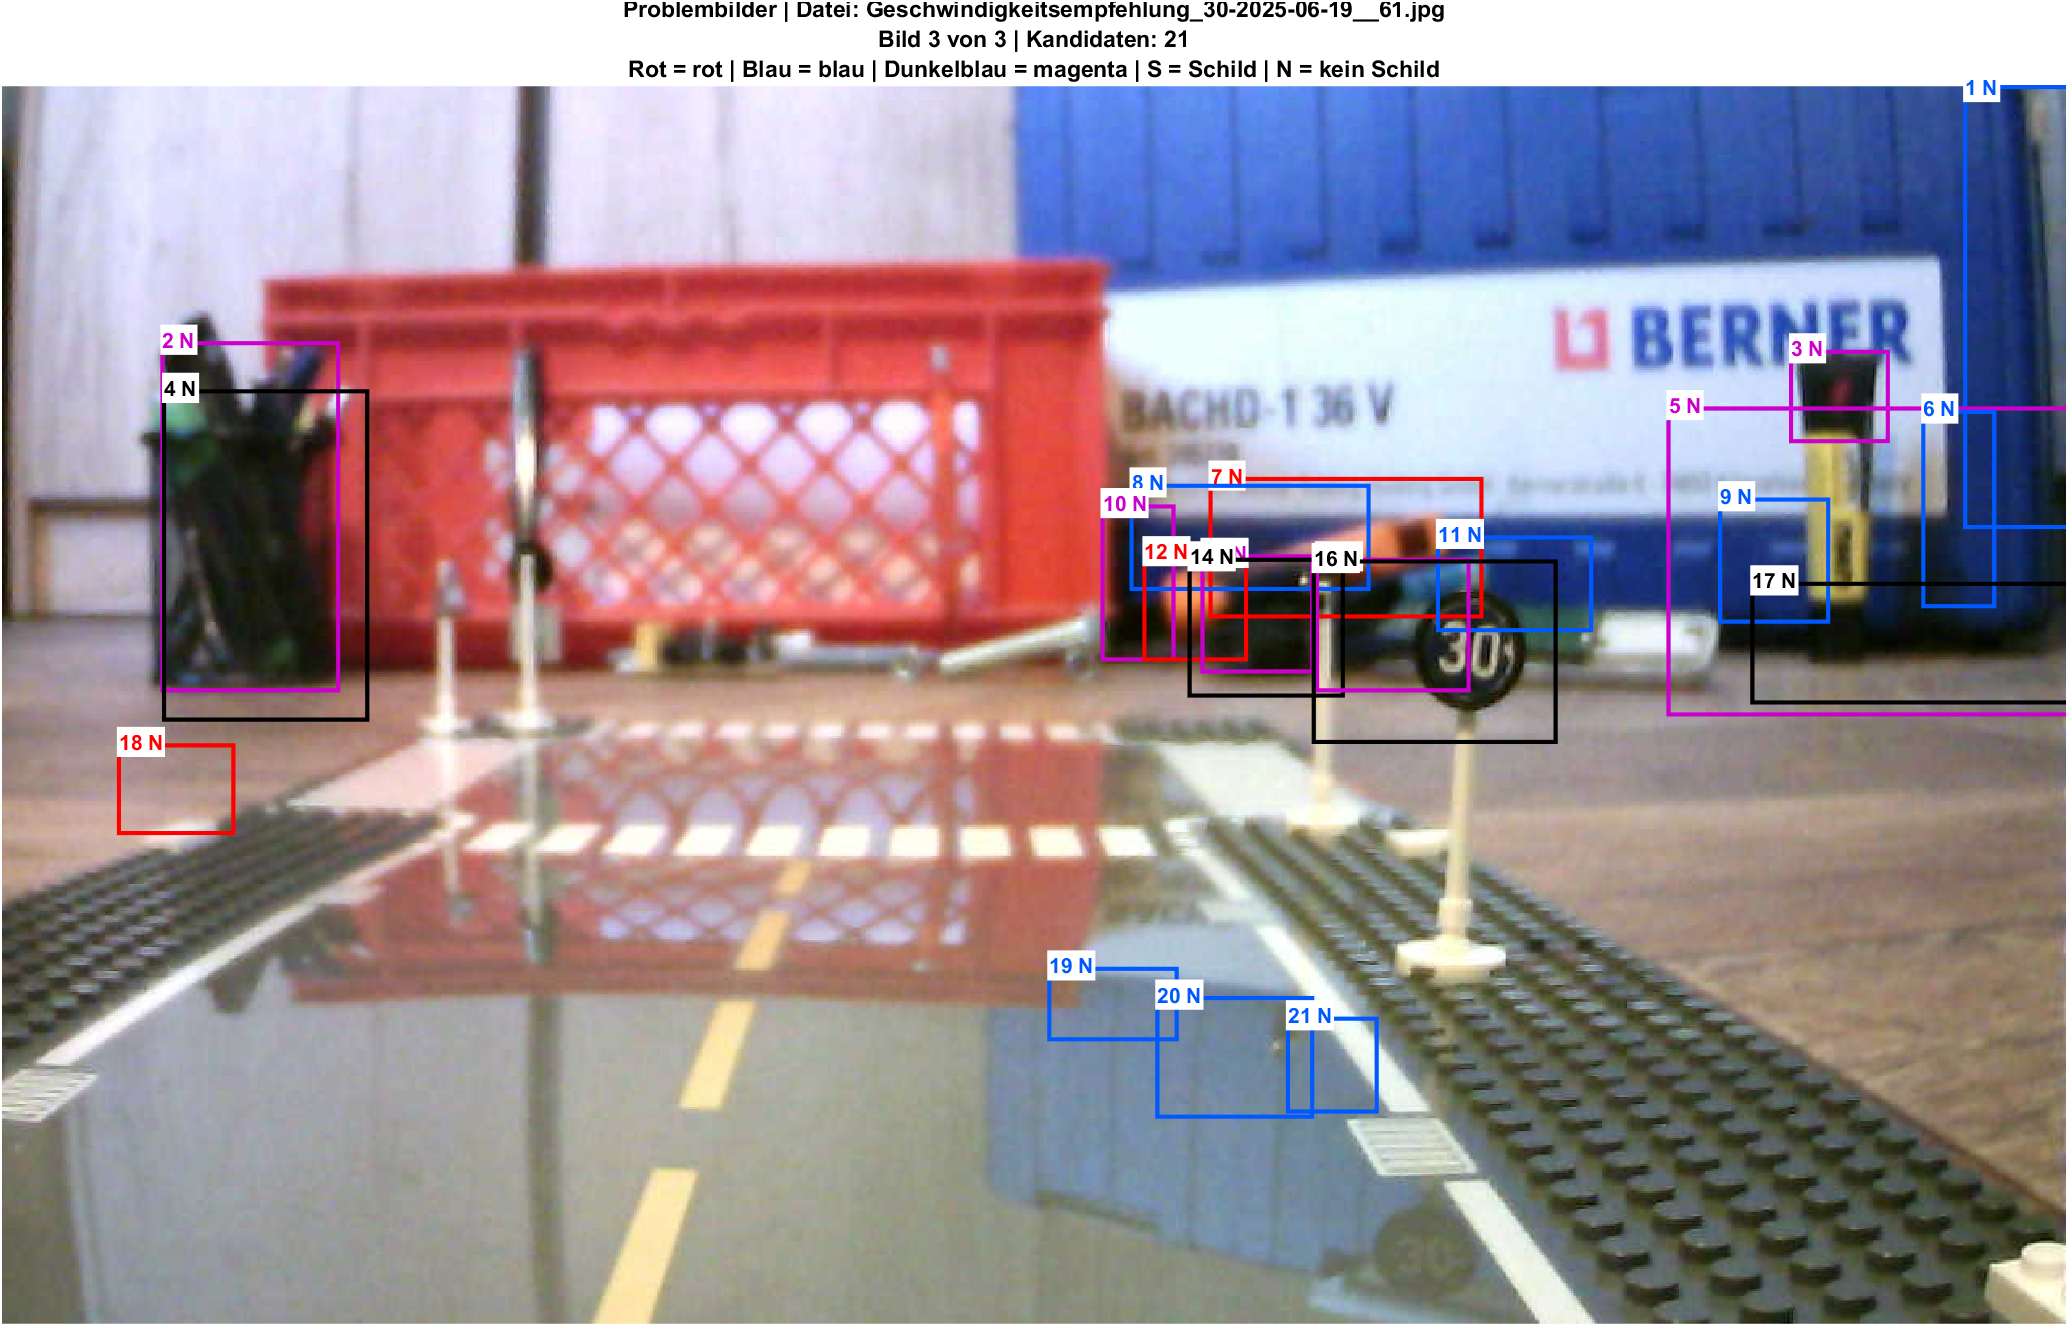 Problembilder | Datei: Geschwindigkeitsempfehlung_30-2025-06-19__61.jpg
Bild 3 von 3 | Kandidaten: 21
Rot = rot | Blau = blau | Dunkelblau = magenta | S = Schild | N = kein Schild
1 N
BERNER
2 N
3 N
4 N
BACHD-1 36 V
5 N
6 N
7 N
8 N
9 N
10 N
11 N
12 N
14 N
16 N
17 N
30
18 N
19 N
20 N
21 N
30